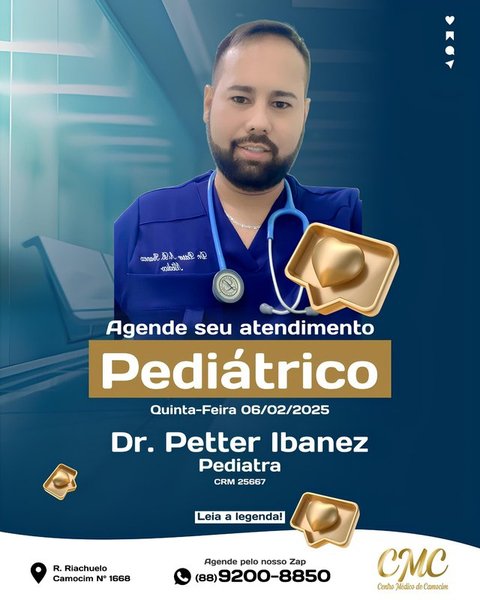 Agende seu atendimento
Pediátrico
Quinta-Feira 06/02/2025
Dr. Petter Ibanez
Pediatra
CRM 25667
Leia a legenda!
R. Riachuelo
Camocim Nº 1668
Agende pelo nosso Zap
(88)9200-8850
CMC
Centro Médico de Camocim